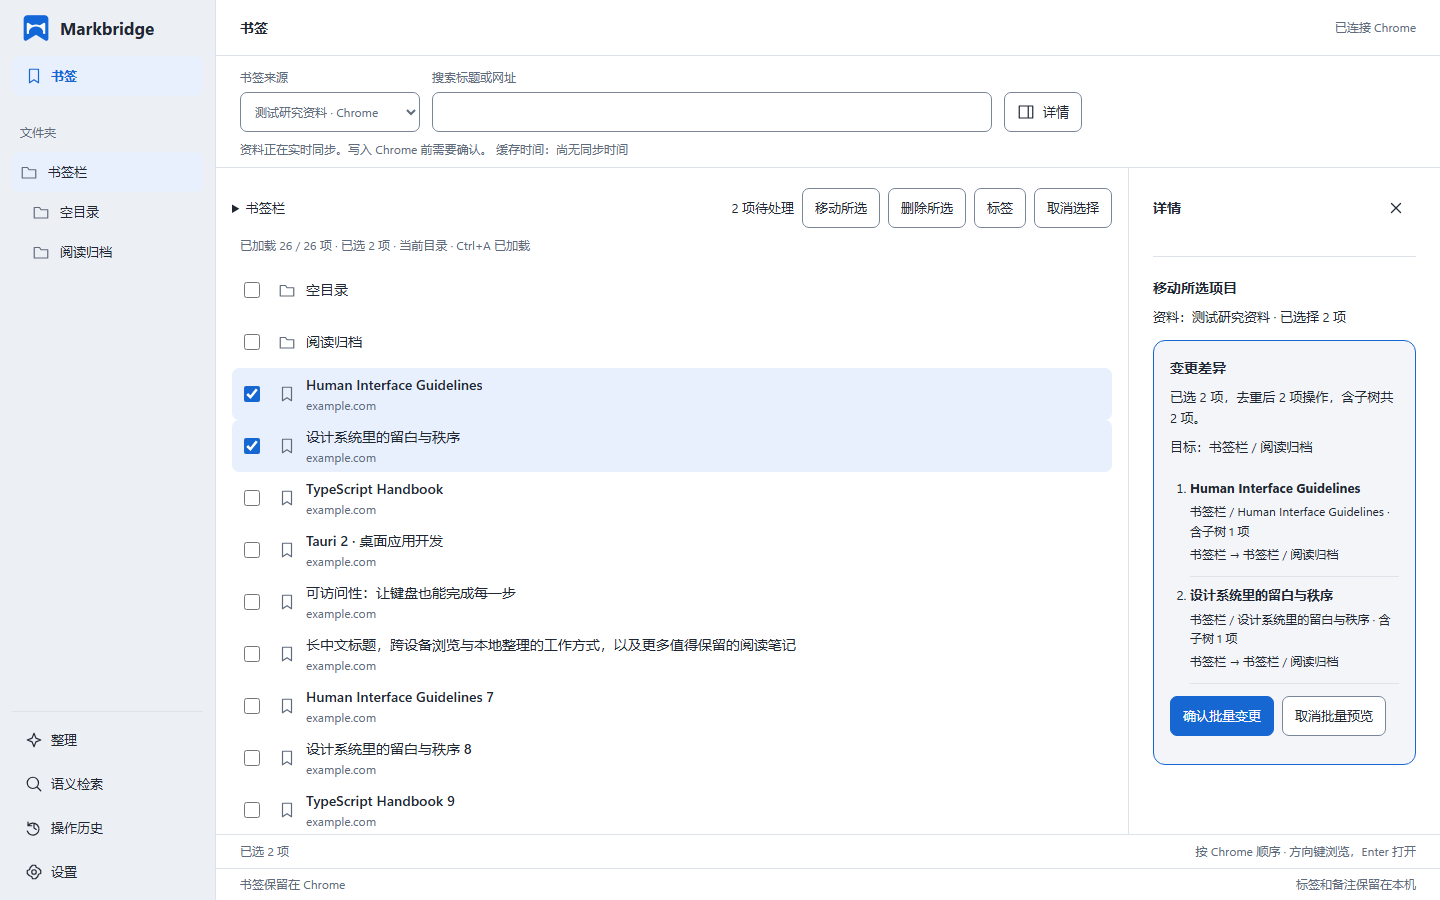 Markbridge
书签
文件夹
书签栏
空目录
阅读归档
整理
语义检索
操作历史
设置
书签
已连接 Chrome
书签来源
搜索标题或网址
测试研究资料 · Chrome
详情
资料正在实时同步。写入 Chrome 前需要确认。 缓存时间：尚无同步时间
书签栏
2 项待处理
移动所选
删除所选
标签
取消选择
已加载 26 / 26 项 · 已选 2 项 · 当前目录 · Ctrl+A 已加载
空目录
阅读归档
Human Interface Guidelines
example.com
设计系统里的留白与秩序
example.com
TypeScript Handbook
example.com
Tauri 2 · 桌面应用开发
example.com
可访问性：让键盘也能完成每一步
example.com
长中文标题，跨设备浏览与本地整理的工作方式，以及更多值得保留的阅读笔记
example.com
Human Interface Guidelines 7
example.com
设计系统里的留白与秩序 8
example.com
TypeScript Handbook 9
example.com
详情
移动所选项目
资料：测试研究资料 · 已选择 2 项
变更差异
已选 2 项，去重后 2 项操作，含子树共
2 项。
目标：书签栏 / 阅读归档
1. Human Interface Guidelines
书签栏 / Human Interface Guidelines ·
含子树 1 项
书签栏 → 书签栏 / 阅读归档
2. 设计系统里的留白与秩序
书签栏 / 设计系统里的留白与秩序 · 含
子树 1 项
书签栏 → 书签栏 / 阅读归档
确认批量变更
取消批量预览
已选 2 项
按 Chrome 顺序 · 方向键浏览，Enter 打开
书签保留在 Chrome
标签和备注保留在本机